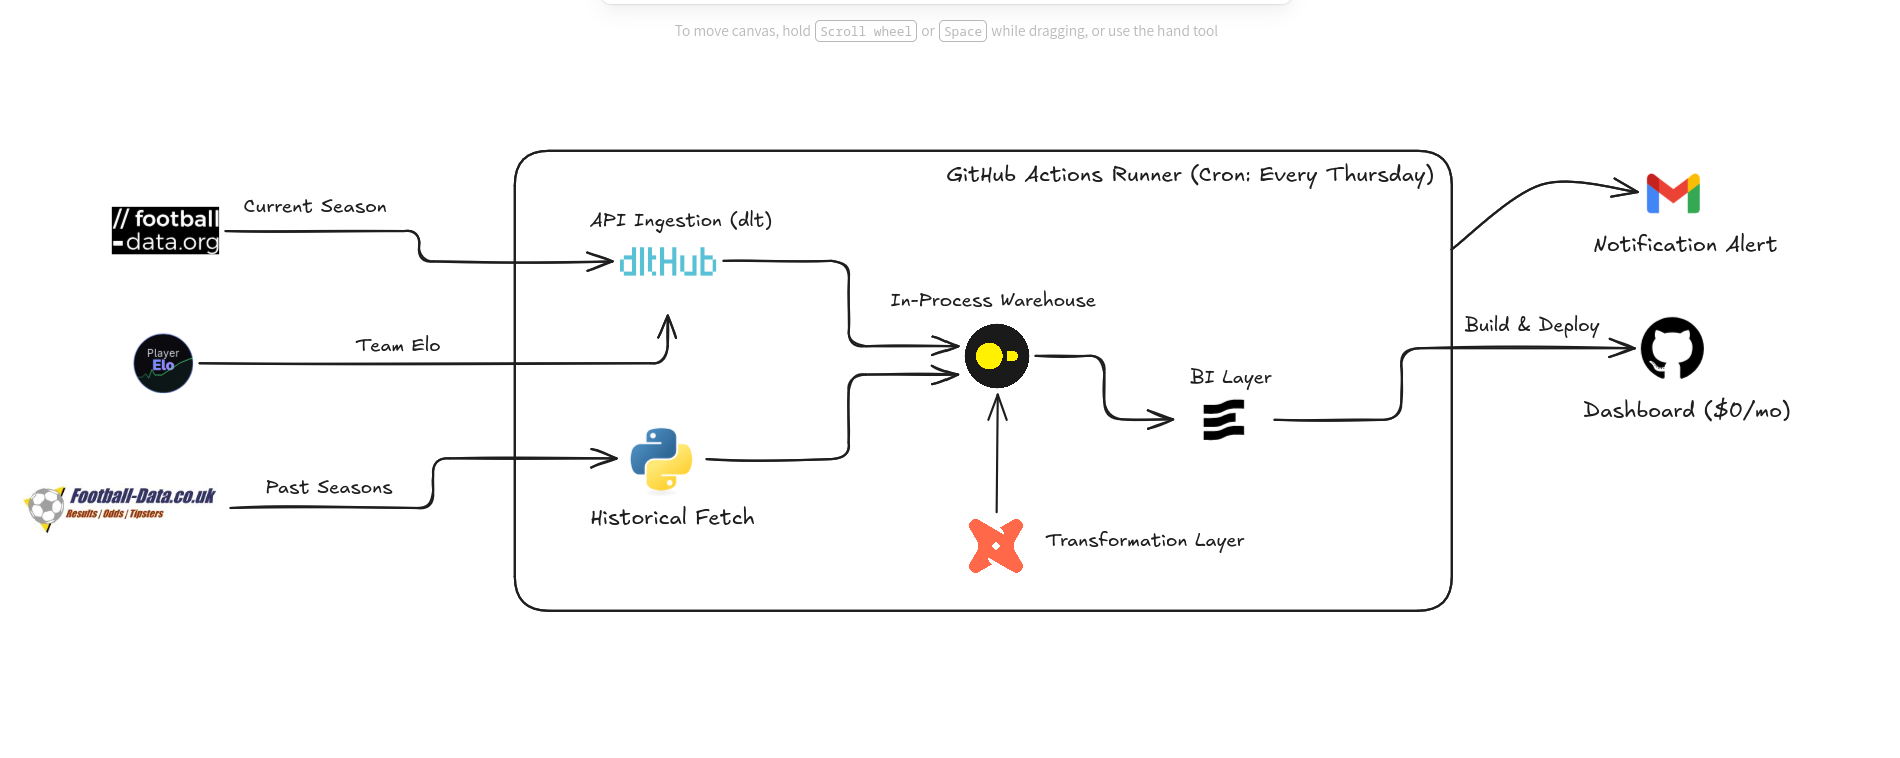 To move canvas, hold Scroll wheel or Space while dragging, or use the hand tool
GitHub Actions Runner (Cron: Every Thursday)
// football
-data.org
Current Season
API Ingestion (dlt)
dltHub
Notification Alert
In-Process Warehouse
Build & Deploy
Player
Elo
Team Elo
BI Layer
Dashboard ($0/mo)
Football-Data.co.uk
Results | Odds | Tipsters
Past Seasons
Historical Fetch
Transformation Layer